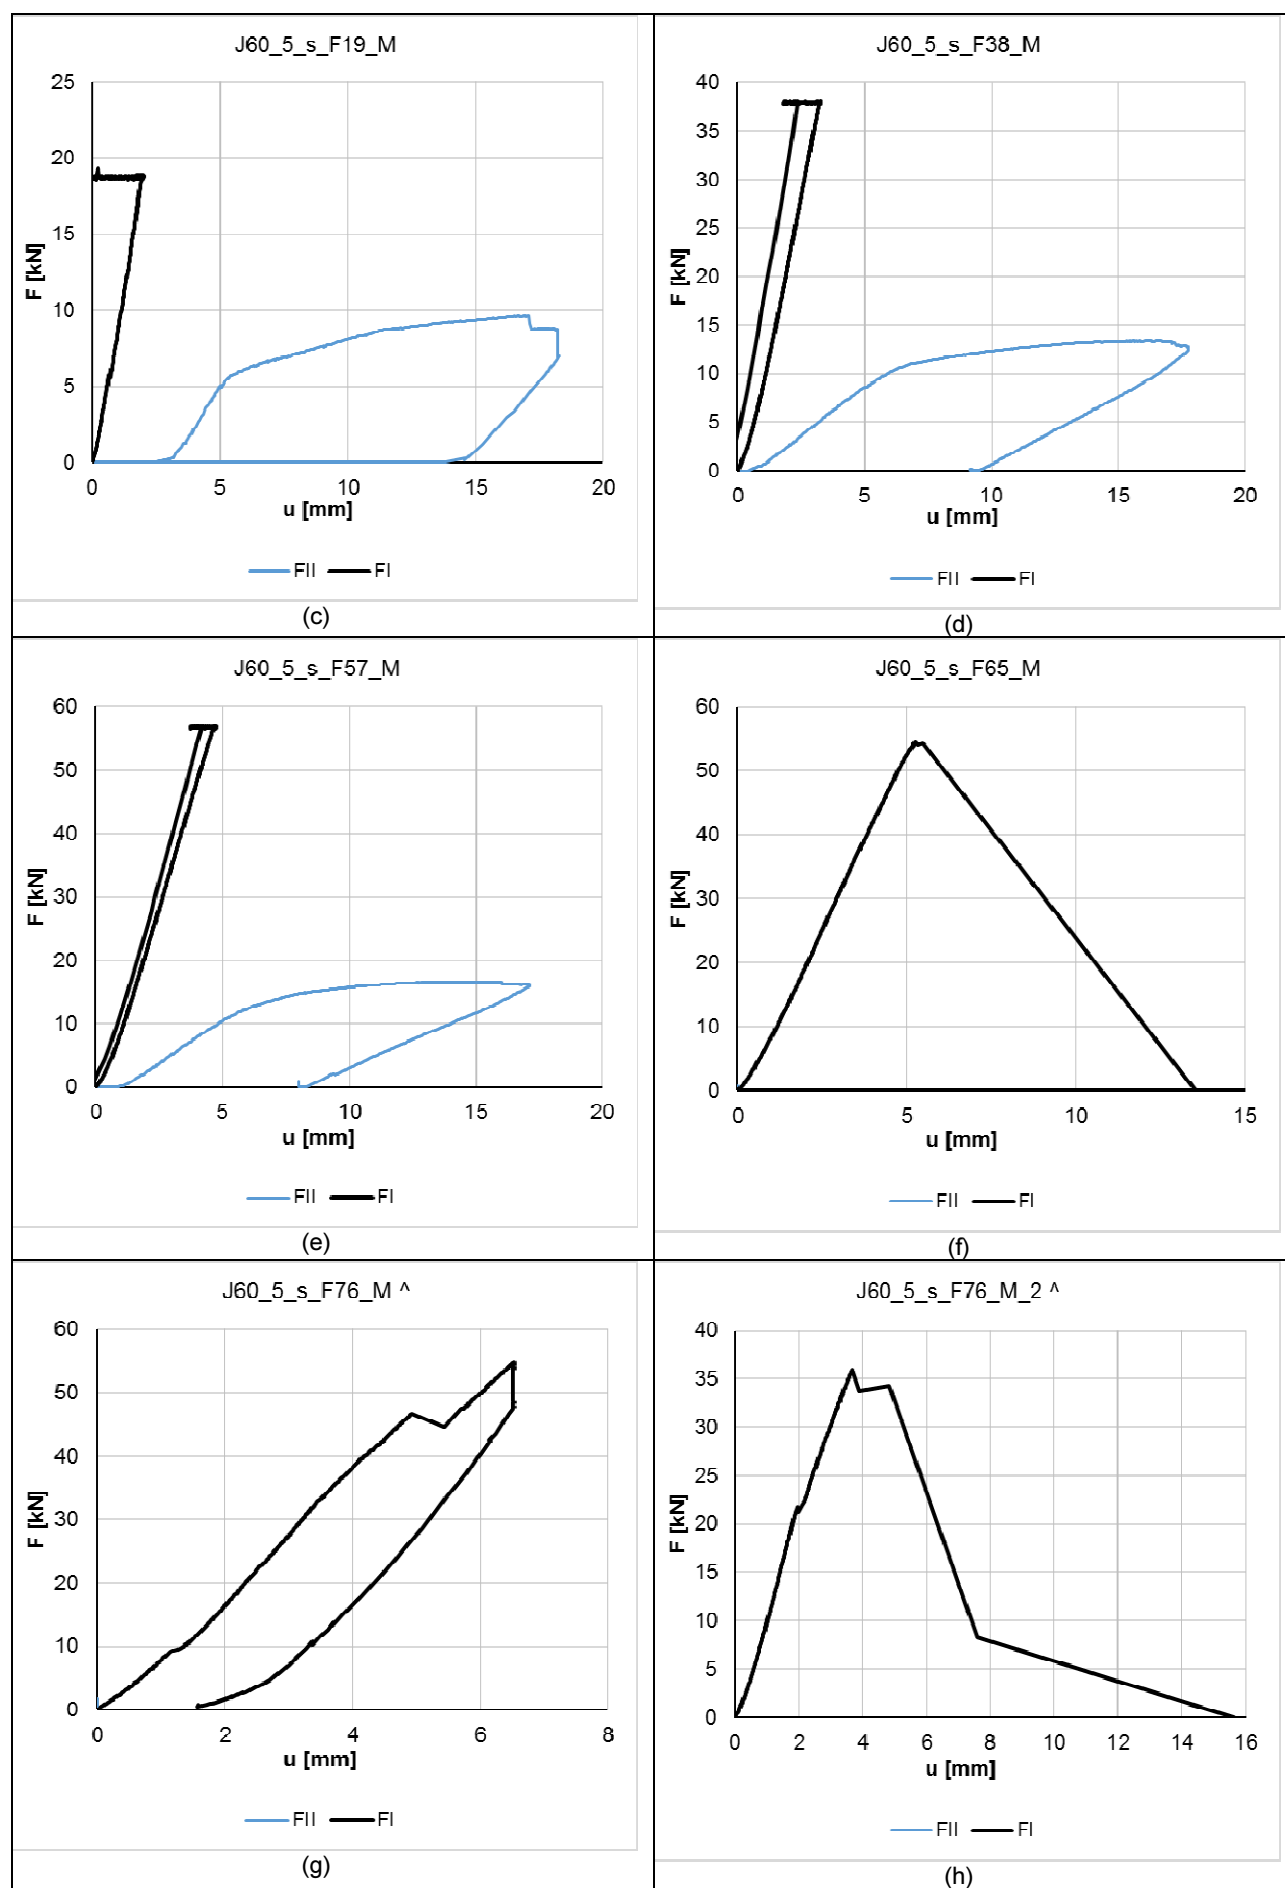 J60_5_s_F19_M
25
20
15
10
5
0
F [kN]
0 5 10 15 20
u [mm]
FII FI
(c)
J60_5_s_F38_M
40
35
30
25
20
15
10
5
0
F [kN]
0 5 10 15 20
u [mm]
FII FI
(d)
J60_5_s_F57_M
60
50
40
30
20
10
0
F [kN]
0 5 10 15 20
u [mm]
FII FI
(e)
J60_5_s_F65_M
60
50
40
30
20
10
0
F [kN]
0 5 10 15
u [mm]
FII FI
(f)
J60_5_s_F76_M ^
60
50
40
30
20
10
0
F [kN]
0 2 4 6 8
u [mm]
FII FI
(g)
J60_5_s_F76_M_2 ^
40
35
30
25
20
15
10
5
0
F [kN]
0 2 4 6 8 10 12 14 16
u [mm]
FII FI
(h)